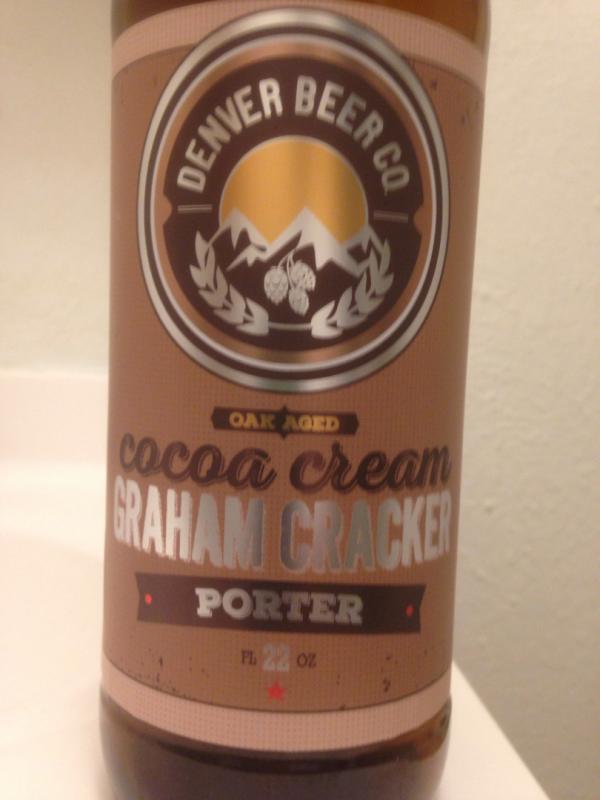 DENVER BEER CO.
OAK AGED
cocoa cream
GRAHAM CRACKER
PORTER
FL 22 OZ